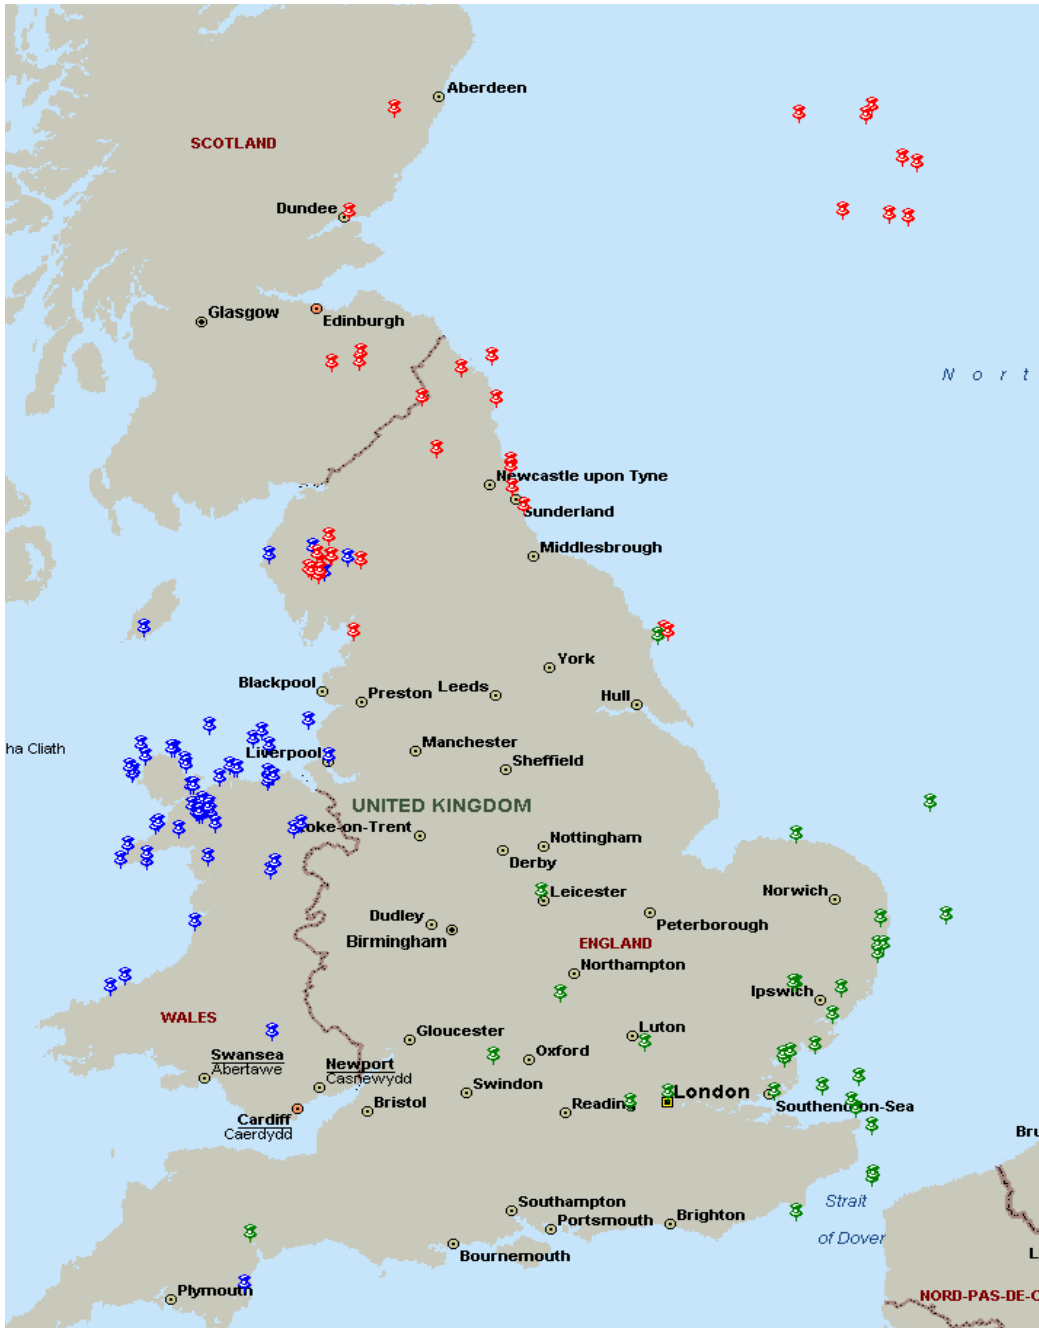 Aberdeen
SCOTLAND
Dundee
Glasgow
Edinburgh
N o r t
Newcastle upon Tyne
Sunderland
Middlesbrough
York
Blackpool
Leeds
Preston
Hull
ha Cliath
Liverpool
Manchester
Sheffield
UNITED KINGDOM
oke-on-Trent
Nottingham
Derby
Leicester
Norwich
Dudley
Peterborough
Birmingham
ENGLAND
Northampton
Ipswich
WALES
Gloucester
Luton
Swansea
Abertawe
Newport
Casnewydd
Oxford
Swindon
London
Cardiff
Caerdydd
Bristol
Reading
Southend-on-Sea
Bru
Southampton
Portsmouth
Brighton
Strait
of Dover
Bournemouth
L
Plymouth
NORD-PAS-DE-C